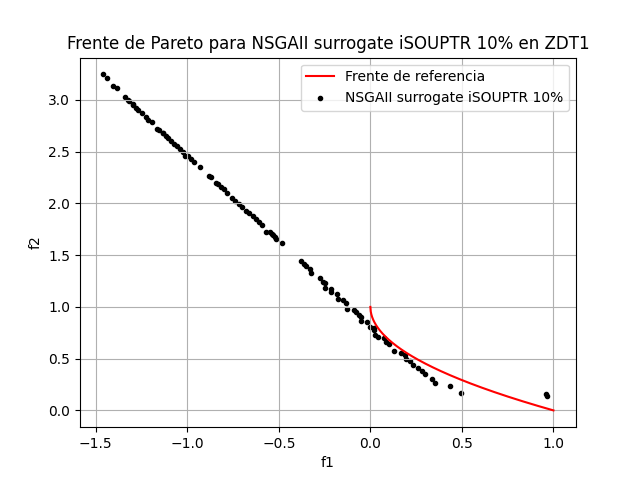 Frente de Pareto para NSGAII surrogate iSOUPTR 10% en ZDT1
Frente de referencia
NSGAII surrogate iSOUPTR 10%
3.0
2.5
2.0
1.5
1.0
0.5
0.0
f2
−1.5 −1.0 −0.5 0.0 0.5 1.0
f1